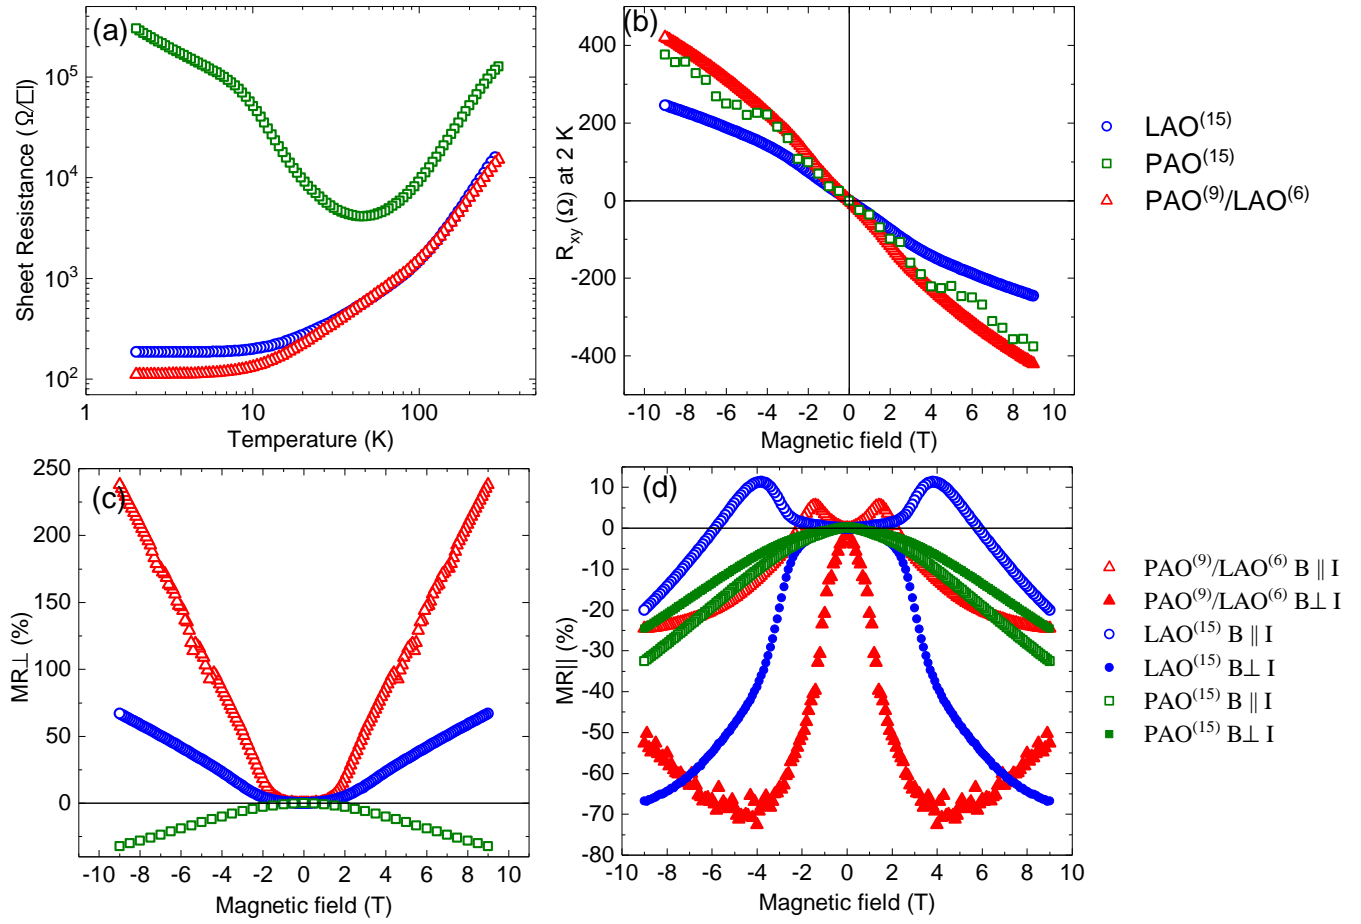 (a)
Sheet Resistance (Ω/□)
10^5
10^4
10^3
10^2
1
10
100
Temperature (K)
(b)
R_xy (Ω) at 2 K
400
200
0
-200
-400
-10 -8 -6 -4 -2 0 2 4 6 8 10
Magnetic field (T)
LAO^(15)
PAO^(15)
PAO^(9)/LAO^(6)
(c)
MR⊥ (%)
250
200
150
100
50
0
-10 -8 -6 -4 -2 0 2 4 6 8 10
Magnetic field (T)
(d)
MR|| (%)
10
0
-10
-20
-30
-40
-50
-60
-70
-80
-10 -8 -6 -4 -2 0 2 4 6 8 10
Magnetic field (T)
PAO^(9)/LAO^(6) B || I
PAO^(9)/LAO^(6) B⊥ I
LAO^(15) B || I
LAO^(15) B⊥ I
PAO^(15) B || I
PAO^(15) B⊥ I